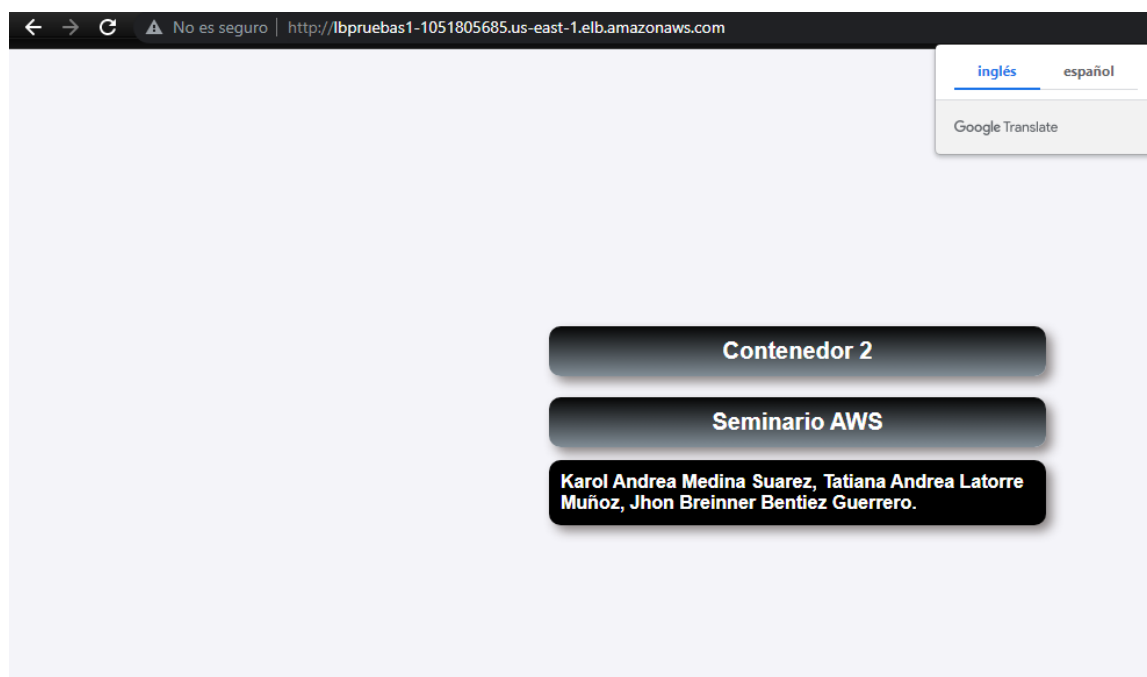 No es seguro | http://lbpruebas1-1051805685.us-east-1.elb.amazonaws.com
inglés español
Google Translate
Contenedor 2
Seminario AWS
Karol Andrea Medina Suarez, Tatiana Andrea Latorre
Muñoz, Jhon Breinner Bentiez Guerrero.